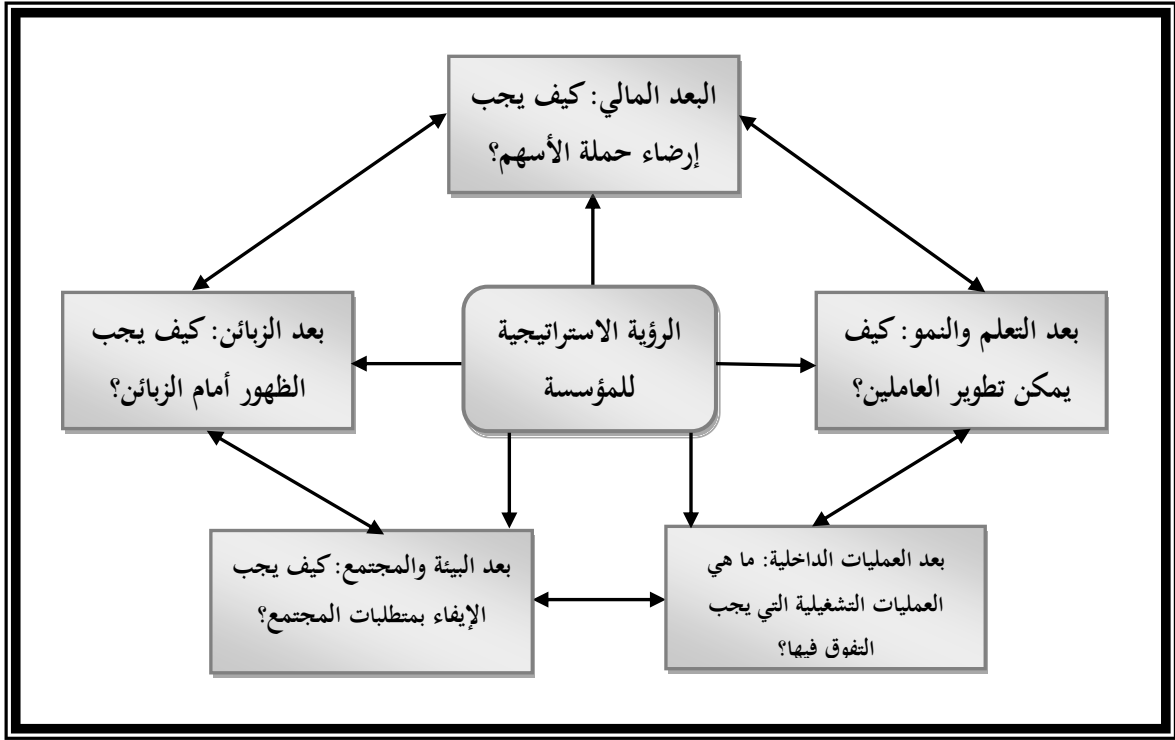 البعد المالي: كيف يجب
إرضاء حملة الأسهم؟
بعد الزبائن: كيف يجب
الظهور أمام الزبائن؟
الرؤية الاستراتيجية
للمؤسسة
بعد التعلم والنمو: كيف
يمكن تطوير العاملين؟
بعد البيئة والمجتمع: كيف يجب
الإيفاء بمتطلبات المجتمع؟
بعد العمليات الداخلية: ما هي
العمليات التشغيلية التي يجب
التفوق فيها؟